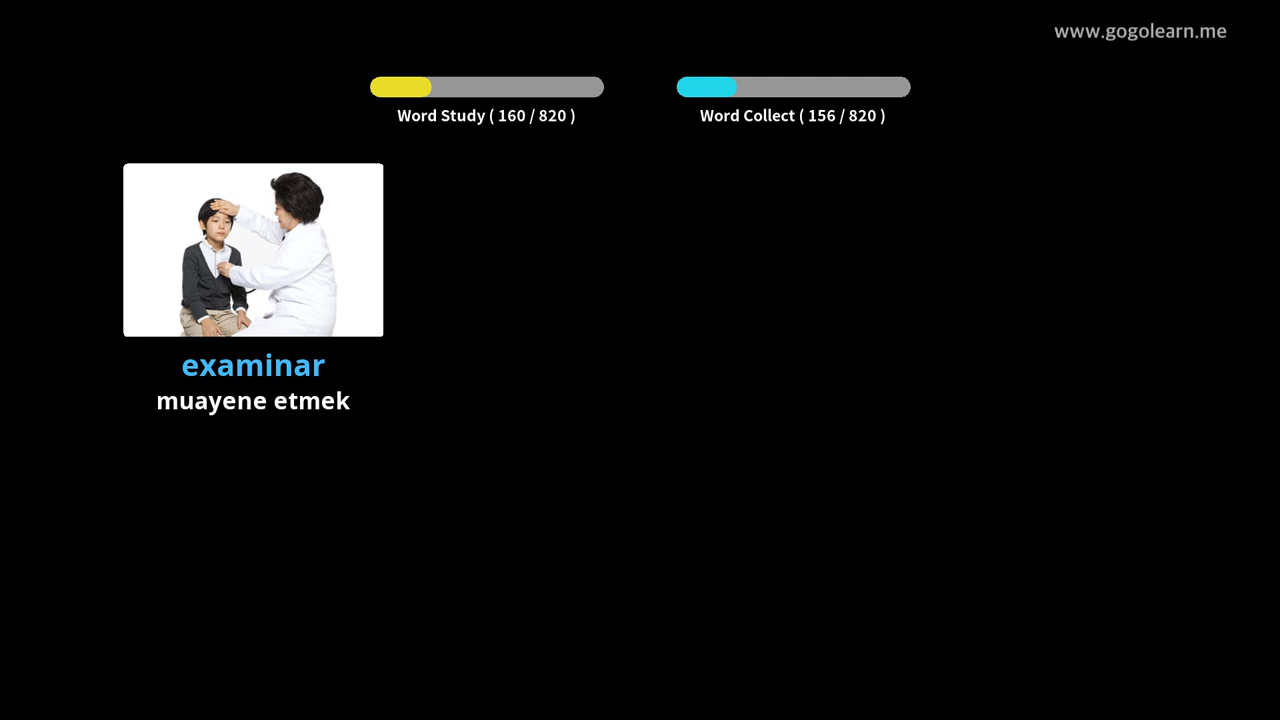 www.gogolearn.me
Word Study ( 160 / 820 )
Word Collect ( 156 / 820 )
examinar
muayene etmek